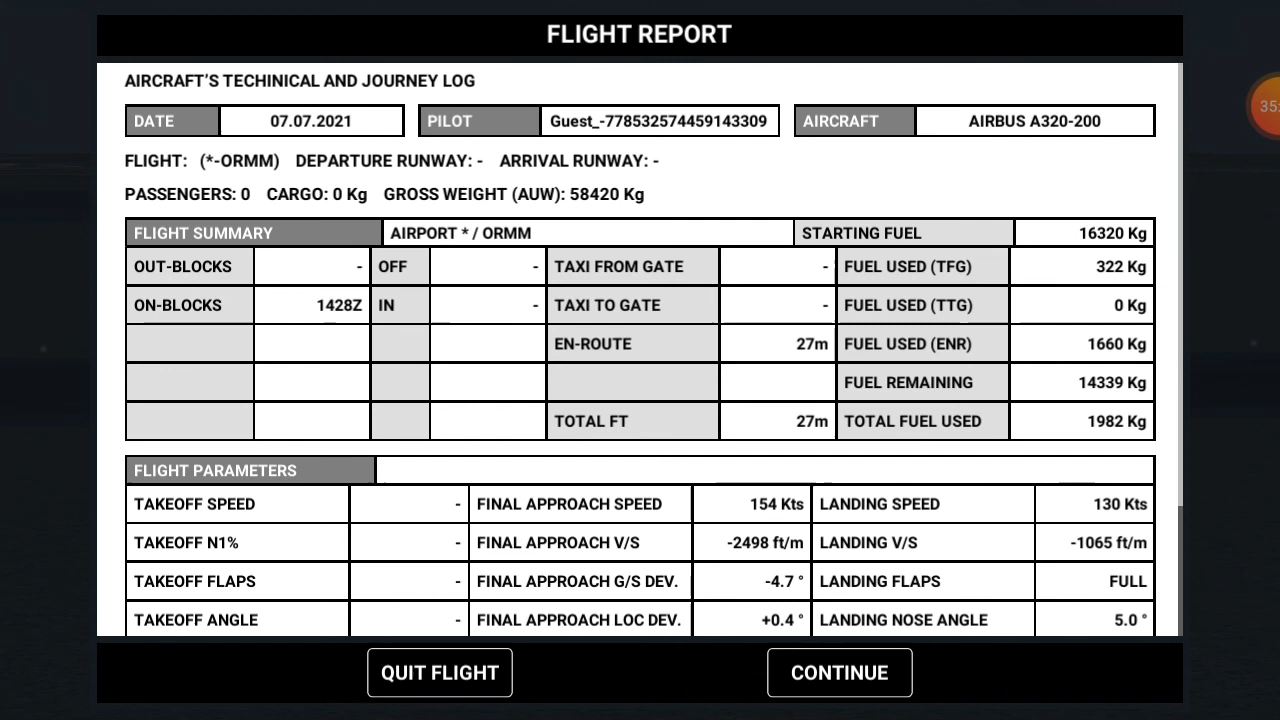 FLIGHT REPORT
AIRCRAFT'S TECHINICAL AND JOURNEY LOG
DATE 07.07.2021 PILOT Guest_-778532574459143309 AIRCRAFT AIRBUS A320-200
FLIGHT: (*-ORMM) DEPARTURE RUNWAY: - ARRIVAL RUNWAY: -
PASSENGERS: 0 CARGO: 0 Kg GROSS WEIGHT (AUW): 58420 Kg
FLIGHT SUMMARY AIRPORT * / ORMM STARTING FUEL 16320 Kg
OUT-BLOCKS - OFF - TAXI FROM GATE - FUEL USED (TFG) 322 Kg
ON-BLOCKS 1428Z IN - TAXI TO GATE - FUEL USED (TTG) 0 Kg
EN-ROUTE 27m FUEL USED (ENR) 1660 Kg
FUEL REMAINING 14339 Kg
TOTAL FT 27m TOTAL FUEL USED 1982 Kg
FLIGHT PARAMETERS
TAKEOFF SPEED - FINAL APPROACH SPEED 154 Kts LANDING SPEED 130 Kts
TAKEOFF N1% - FINAL APPROACH V/S -2498 ft/m LANDING V/S -1065 ft/m
TAKEOFF FLAPS - FINAL APPROACH G/S DEV. -4.7 ° LANDING FLAPS FULL
TAKEOFF ANGLE - FINAL APPROACH LOC DEV. +0.4 ° LANDING NOSE ANGLE 5.0 °
QUIT FLIGHT CONTINUE